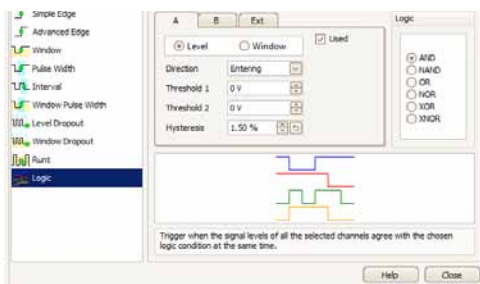 Simple Edge
Advanced Edge
Window
Pulse Width
Interval
Window Pulse Width
Level Dropout
Window Dropout
Runt
Logic
A B Ext
Level Window
Used
Direction Entering
Threshold 1 0 V
Threshold 2 0 V
Hysteresis 1.50 %
Logic
AND
NAND
OR
NOR
XOR
XNOR
Trigger when the signal levels of all the selected channels agree with the chosen
logic condition at the same time.
Help Close